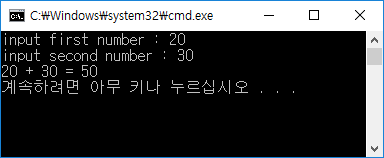 C:\Windows\system32\cmd.exe
input first number : 20
input second number : 30
20 + 30 = 50
계속하려면 아무 키나 누르십시오 . . .